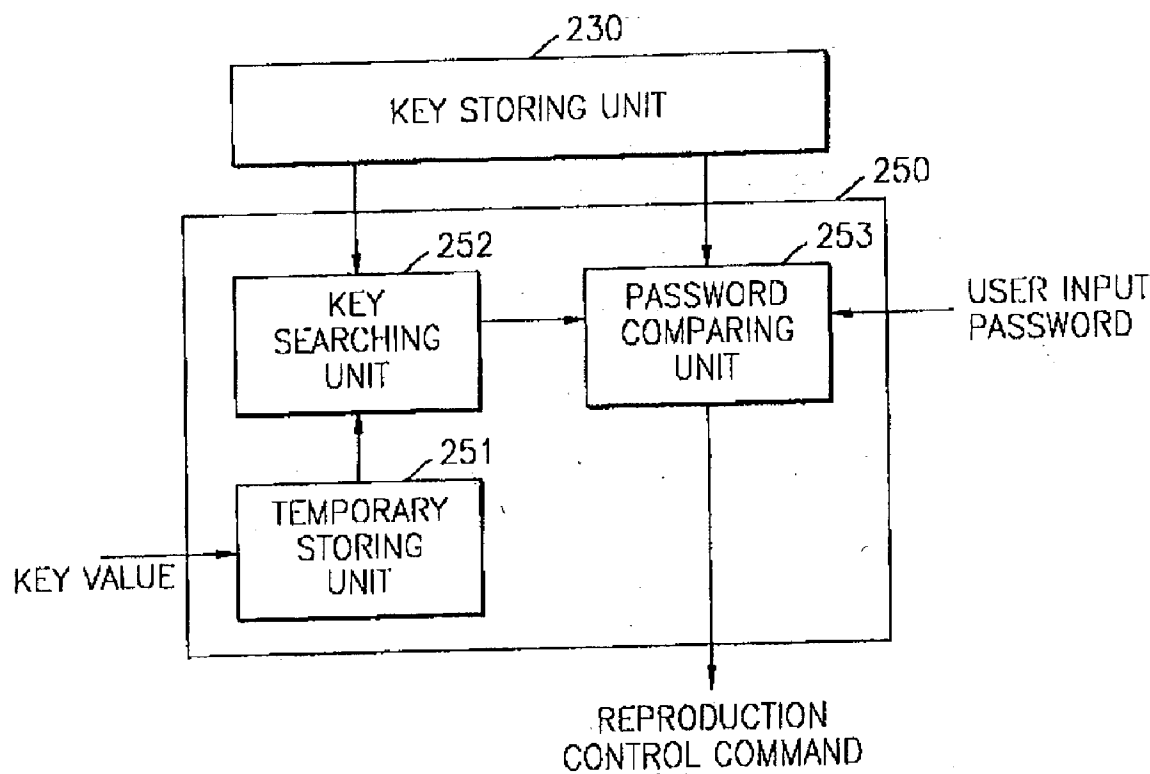 230
KEY STORING UNIT
250
252
253
KEY
SEARCHING
UNIT
PASSWORD
COMPARING
UNIT
USER INPUT
PASSWORD
251
TEMPORARY
STORING
UNIT
KEY VALUE
REPRODUCTION
CONTROL COMMAND